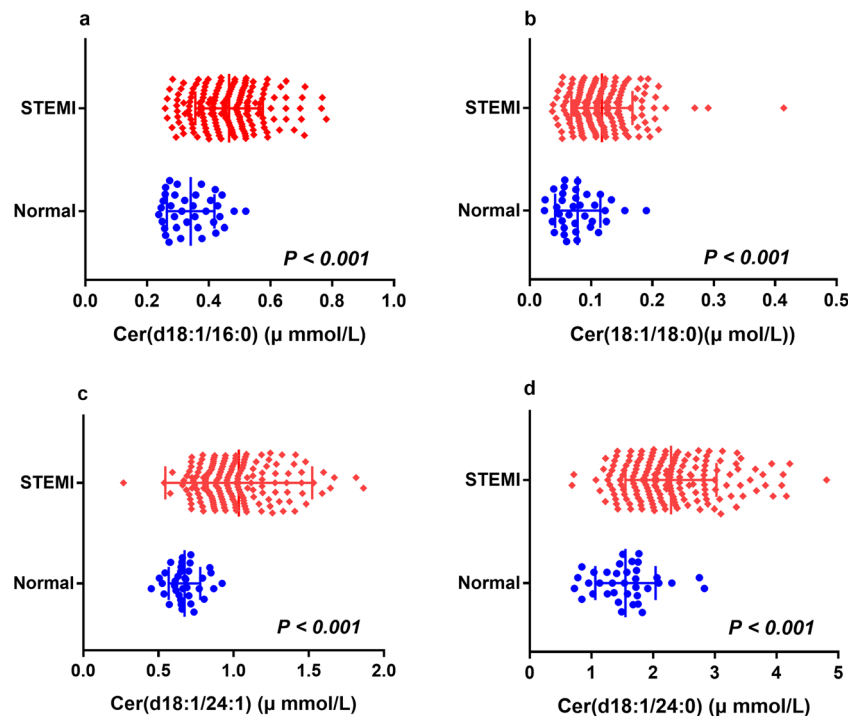 a
STEMI
Normal
P < 0.001
0.0 0.2 0.4 0.6 0.8 1.0
Cer(d18:1/16:0) (μ mmol/L)
b
STEMI
Normal
P < 0.001
0.0 0.1 0.2 0.3 0.4 0.5
Cer(18:1/18:0)(μ mol/L))
c
STEMI
Normal
P < 0.001
0.0 0.5 1.0 1.5 2.0
Cer(d18:1/24:1) (μ mmol/L)
d
STEMI
Normal
P < 0.001
0 1 2 3 4 5
Cer(d18:1/24:0) (μ mmol/L)